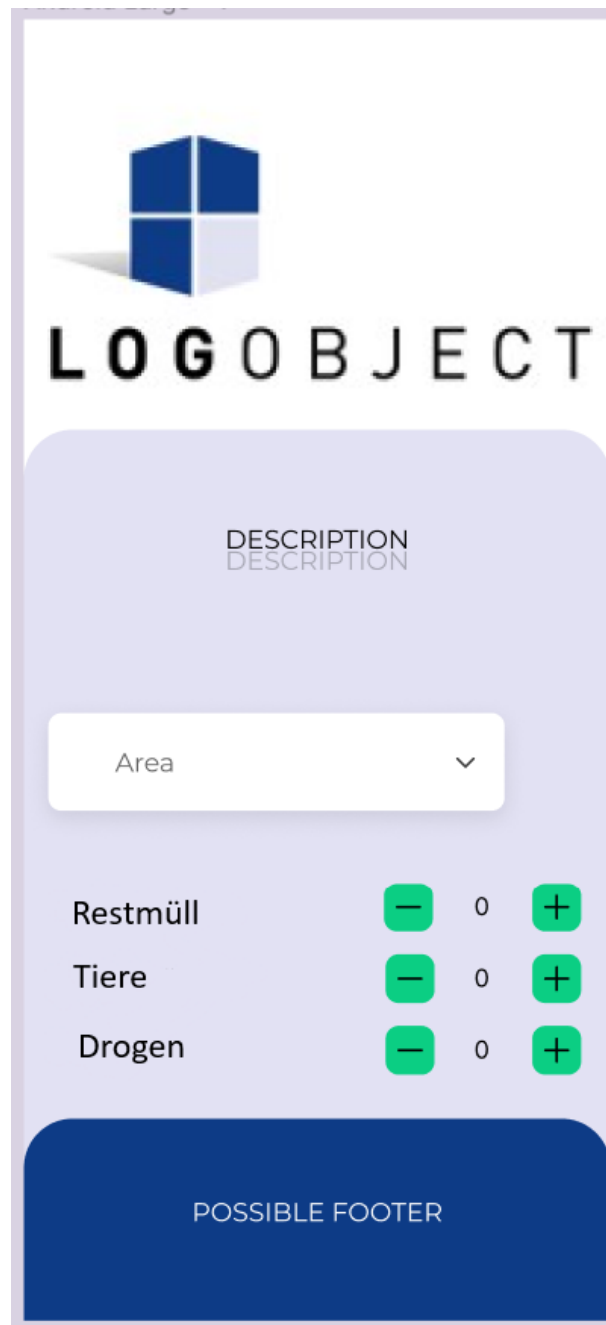 LOGOBJECT
DESCRIPTION
DESCRIPTION
Area
Restmüll 0
Tiere 0
Drogen 0
POSSIBLE FOOTER